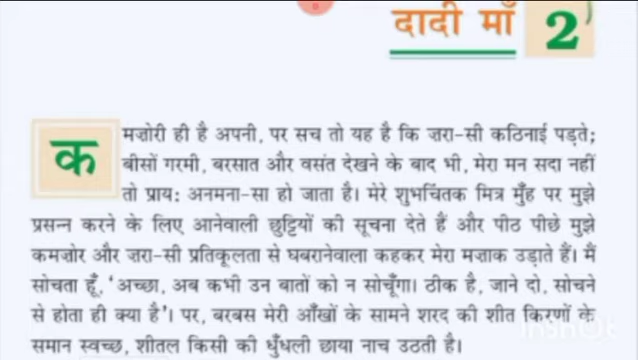 दादी माँ 2
कमज़ोरी ही है अपनी, पर सच तो यह है कि ज़रा-सी कठिनाई पड़ते;
बीसों गरमी, बरसात और वसंत देखने के बाद भी, मेरा मन सदा नहीं
तो प्राय: अनमना-सा हो जाता है। मेरे शुभचिंतक मित्र मुँह पर मुझे
प्रसन्न करने के लिए आनेवाली छुट्टियों की सूचना देते हैं और पीठ पीछे मुझे
कमज़ोर और ज़रा-सी प्रतिकूलता से घबरानेवाला कहकर मेरा मज़ाक उड़ाते हैं। मैं
सोचता हूँ, 'अच्छा, अब कभी उन बातों को न सोचूँगा। ठीक है, जाने दो, सोचने
से होता ही क्या है'। पर, बरबस मेरी आँखों के सामने शरद की शीत किरणों के
समान स्वच्छ, शीतल किसी की धुँधली छाया नाच उठती है।
InShOt